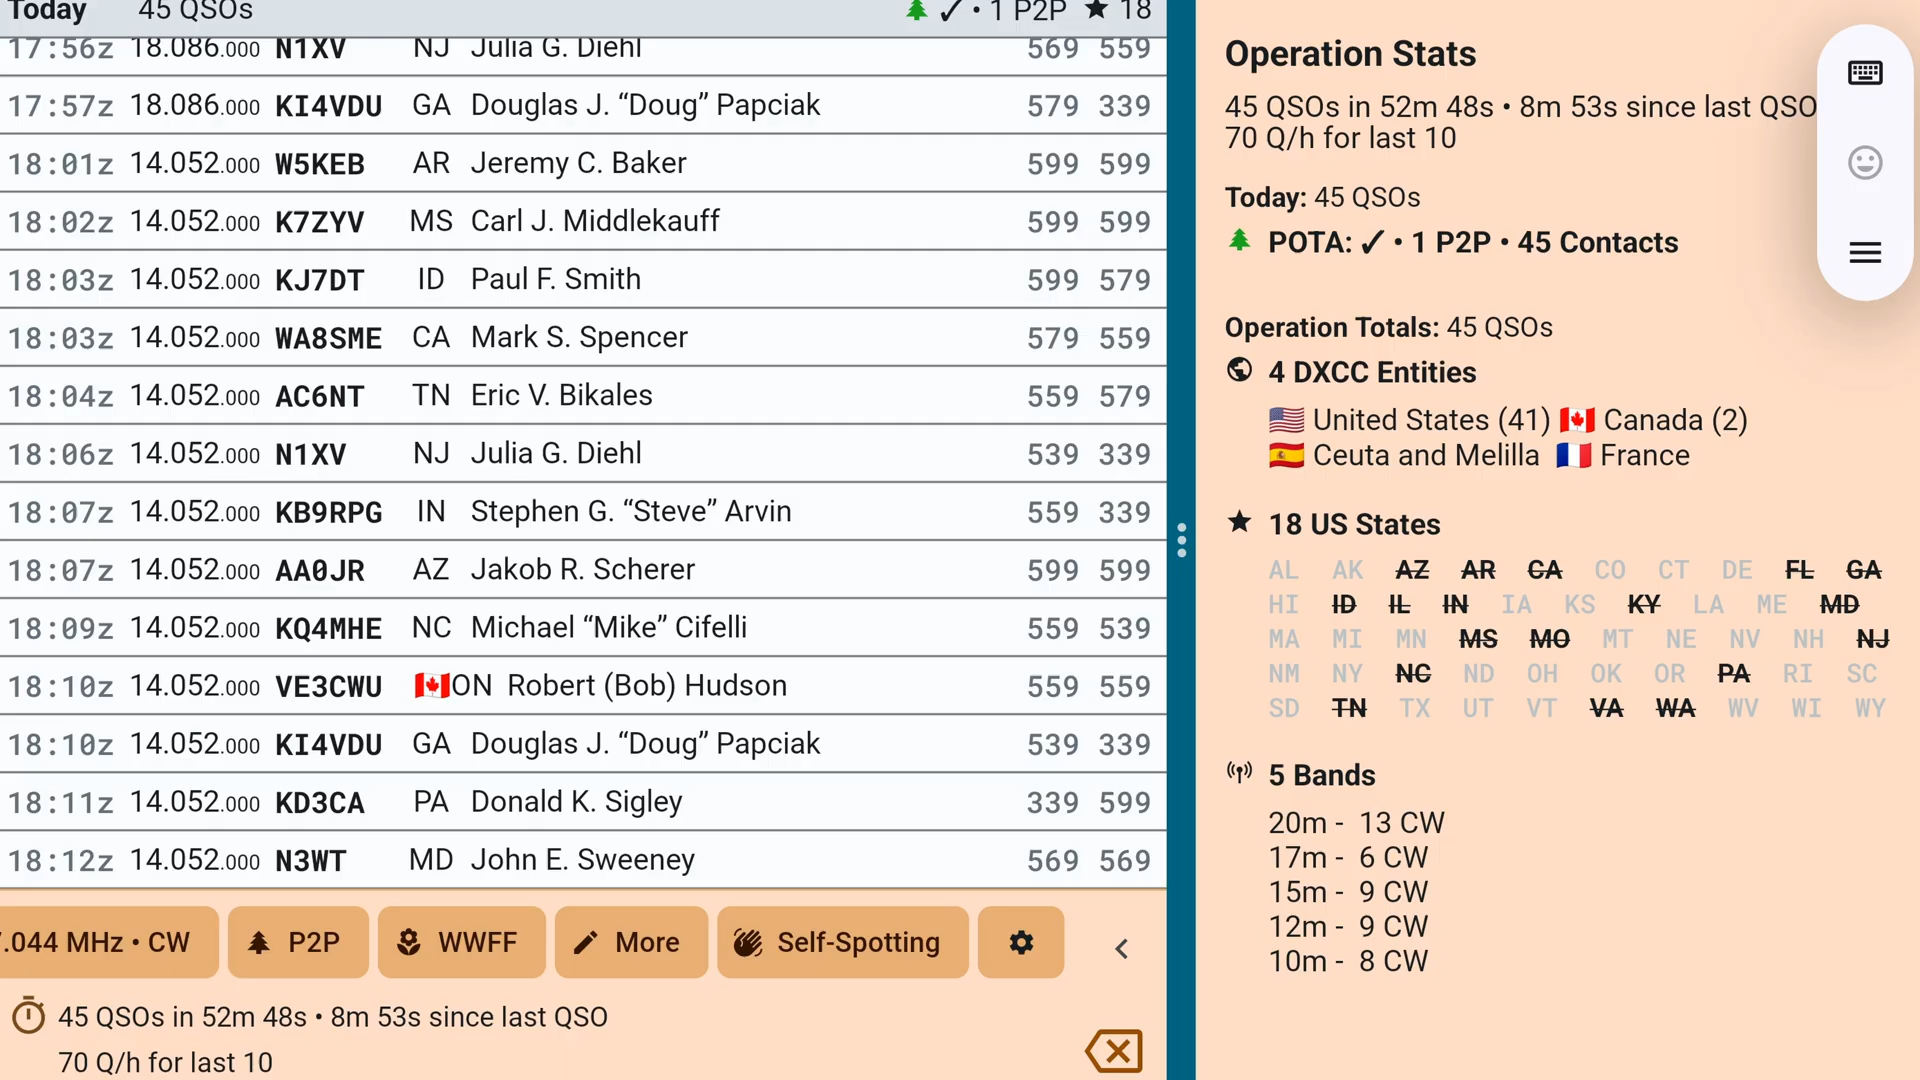 Today 45 QSOs ✓ • 1 P2P ★ 18
17:56z 18.086.000 N1XV NJ Julia G. Diehl 569 559
17:57z 18.086.000 KI4VDU GA Douglas J. “Doug” Papciak 579 339
18:01z 14.052.000 W5KEB AR Jeremy C. Baker 599 599
18:02z 14.052.000 K7ZYV MS Carl J. Middlekauff 599 599
18:03z 14.052.000 KJ7DT ID Paul F. Smith 599 579
18:03z 14.052.000 WA8SME CA Mark S. Spencer 579 559
18:04z 14.052.000 AC6NT TN Eric V. Bikales 559 579
18:06z 14.052.000 N1XV NJ Julia G. Diehl 539 339
18:07z 14.052.000 KB9RPG IN Stephen G. “Steve” Arvin 559 339
18:07z 14.052.000 AA0JR AZ Jakob R. Scherer 599 599
18:09z 14.052.000 KQ4MHE NC Michael “Mike” Cifelli 559 539
18:10z 14.052.000 VE3CWU ON Robert (Bob) Hudson 559 559
18:10z 14.052.000 KI4VDU GA Douglas J. “Doug” Papciak 539 339
18:11z 14.052.000 KD3CA PA Donald K. Sigley 339 599
18:12z 14.052.000 N3WT MD John E. Sweeney 569 569
.044 MHz • CW P2P WWFF More Self-Spotting
45 QSOs in 52m 48s • 8m 53s since last QSO
70 Q/h for last 10
Operation Stats
45 QSOs in 52m 48s • 8m 53s since last QSO
70 Q/h for last 10
Today: 45 QSOs
POTA: ✓ • 1 P2P • 45 Contacts
Operation Totals: 45 QSOs
4 DXCC Entities
United States (41) Canada (2)
Ceuta and Melilla France
18 US States
AL AK AZ AR CA CO CT DE FL GA
HI ID IL IN IA KS KY LA ME MD
MA MI MN MS MO MT NE NV NH NJ
NM NY NC ND OH OK OR PA RI SC
SD TN TX UT VT VA WA WV WI WY
5 Bands
20m - 13 CW
17m - 6 CW
15m - 9 CW
12m - 9 CW
10m - 8 CW